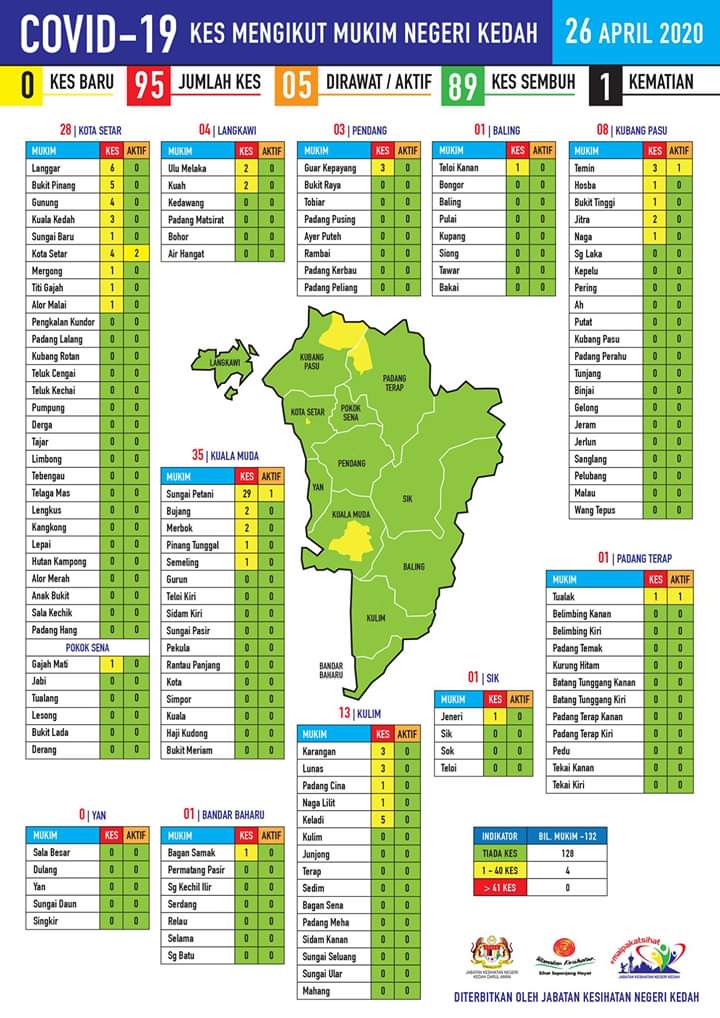 COVID-19 KES MENGIKUT MUKIM NEGERI KEDAH 26 APRIL 2020
0 KES BARU 95 JUMLAH KES 05 DIRAWAT / AKTIF 89 KES SEMBUH 1 KEMATIAN
28 | KOTA SETAR
MUKIM KES AKTIF
Langgar 6 0
Bukit Pinang 5 0
Gunung 4 0
Kuala Kedah 3 0
Sungai Baru 1 0
Kota Setar 4 2
Mergong 1 0
Titi Gajah 1 0
Alor Malai 1 0
Pengkalan Kundor 0 0
Padang Lalang 0 0
Kubang Rotan 0 0
Teluk Cengai 0 0
Teluk Kechai 0 0
Pumpung 0 0
Derga 0 0
Tajar 0 0
Limbong 0 0
Tebengau 0 0
Telaga Mas 0 0
Lengkus 0 0
Kangkong 0 0
Lepai 0 0
Hutan Kampong 0 0
Alor Merah 0 0
Anak Bukit 0 0
Sala Kechik 0 0
Padang Hang 0 0
POKOK SENA
Gajah Mati 1 0
Jabi 0 0
Tualang 0 0
Lesong 0 0
Bukit Lada 0 0
Derang 0 0
0 | YAN
MUKIM KES AKTIF
Sala Besar 0 0
Dulang 0 0
Yan 0 0
Sungai Daun 0 0
Singkir 0 0
04 | LANGKAWI
MUKIM KES AKTIF
Ulu Melaka 2 0
Kuah 2 0
Kedawang 0 0
Padang Matsirat 0 0
Bohor 0 0
Air Hangat 0 0
35 | KUALA MUDA
MUKIM KES AKTIF
Sungai Petani 29 1
Bujang 2 0
Merbok 2 0
Pinang Tunggal 1 0
Semeling 1 0
Gurun 0 0
Teloi Kiri 0 0
Sidam Kiri 0 0
Sungai Pasir 0 0
Pekula 0 0
Rantau Panjang 0 0
Kota 0 0
Simpor 0 0
Kuala 0 0
Haji Kudong 0 0
Bukit Meriam 0 0
01 | BANDAR BAHARU
MUKIM KES AKTIF
Bagan Samak 1 0
Permatang Pasir 0 0
Sg Kechil Ilir 0 0
Serdang 0 0
Relau 0 0
Selama 0 0
Sg Batu 0 0
03 | PENDANG
MUKIM KES AKTIF
Guar Kepayang 3 0
Bukit Raya 0 0
Tobiar 0 0
Padang Pusing 0 0
Ayer Puteh 0 0
Rambai 0 0
Padang Kerbau 0 0
Padang Peliang 0 0
01 | BALING
MUKIM KES AKTIF
Teloi Kanan 1 0
Bongor 0 0
Baling 0 0
Pulai 0 0
Kupang 0 0
Siong 0 0
Tawar 0 0
Bakai 0 0
LANGKAWI
KUBANG PASU
PADANG TERAP
KOTA SETAR
POKOK SENA
PENDANG
YAN
SIK
KUALA MUDA
BALING
KULIM
BANDAR BAHARU
13 | KULIM
MUKIM KES AKTIF
Karangan 3 0
Lunas 3 0
Padang Cina 1 0
Naga Lilit 1 0
Keladi 5 0
Kulim 0 0
Junjong 0 0
Terap 0 0
Sedim 0 0
Bagan Sena 0 0
Padang Meha 0 0
Sidam Kanan 0 0
Sungai Seluang 0 0
Sungai Ular 0 0
Mahang 0 0
01 | SIK
MUKIM KES AKTIF
Jeneri 1 0
Sik 0 0
Sok 0 0
Teloi 0 0
08 | KUBANG PASU
MUKIM KES AKTIF
Temin 3 1
Hosba 1 0
Bukit Tinggi 1 0
Jitra 2 0
Naga 1 0
Sg Laka 0 0
Kepelu 0 0
Pering 0 0
Ah 0 0
Putat 0 0
Kubang Pasu 0 0
Padang Perahu 0 0
Tunjang 0 0
Binjai 0 0
Gelong 0 0
Jeram 0 0
Jerlun 0 0
Sanglang 0 0
Pelubang 0 0
Malau 0 0
Wang Tepus 0 0
01 | PADANG TERAP
MUKIM KES AKTIF
Tualak 1 1
Belimbing Kanan 0 0
Belimbing Kiri 0 0
Padang Temak 0 0
Kurung Hitam 0 0
Batang Tunggang Kanan 0 0
Batang Tunggang Kiri 0 0
Padang Terap Kanan 0 0
Padang Terap Kiri 0 0
Pedu 0 0
Tekai Kanan 0 0
Tekai Kiri 0 0
INDIKATOR BIL. MUKIM -132
TIADA KES 128
1 - 40 KES 4
> 41 KES 0
JABATAN KESIHATAN NEGERI
KEDAH DARUL AMAN
Amalan Kesihatan
Sihat Sepanjang Hayat
#maipakatsihat
JABATAN KESIHATAN NEGERI KEDAH
DITERBITKAN OLEH JABATAN KESIHATAN NEGERI KEDAH